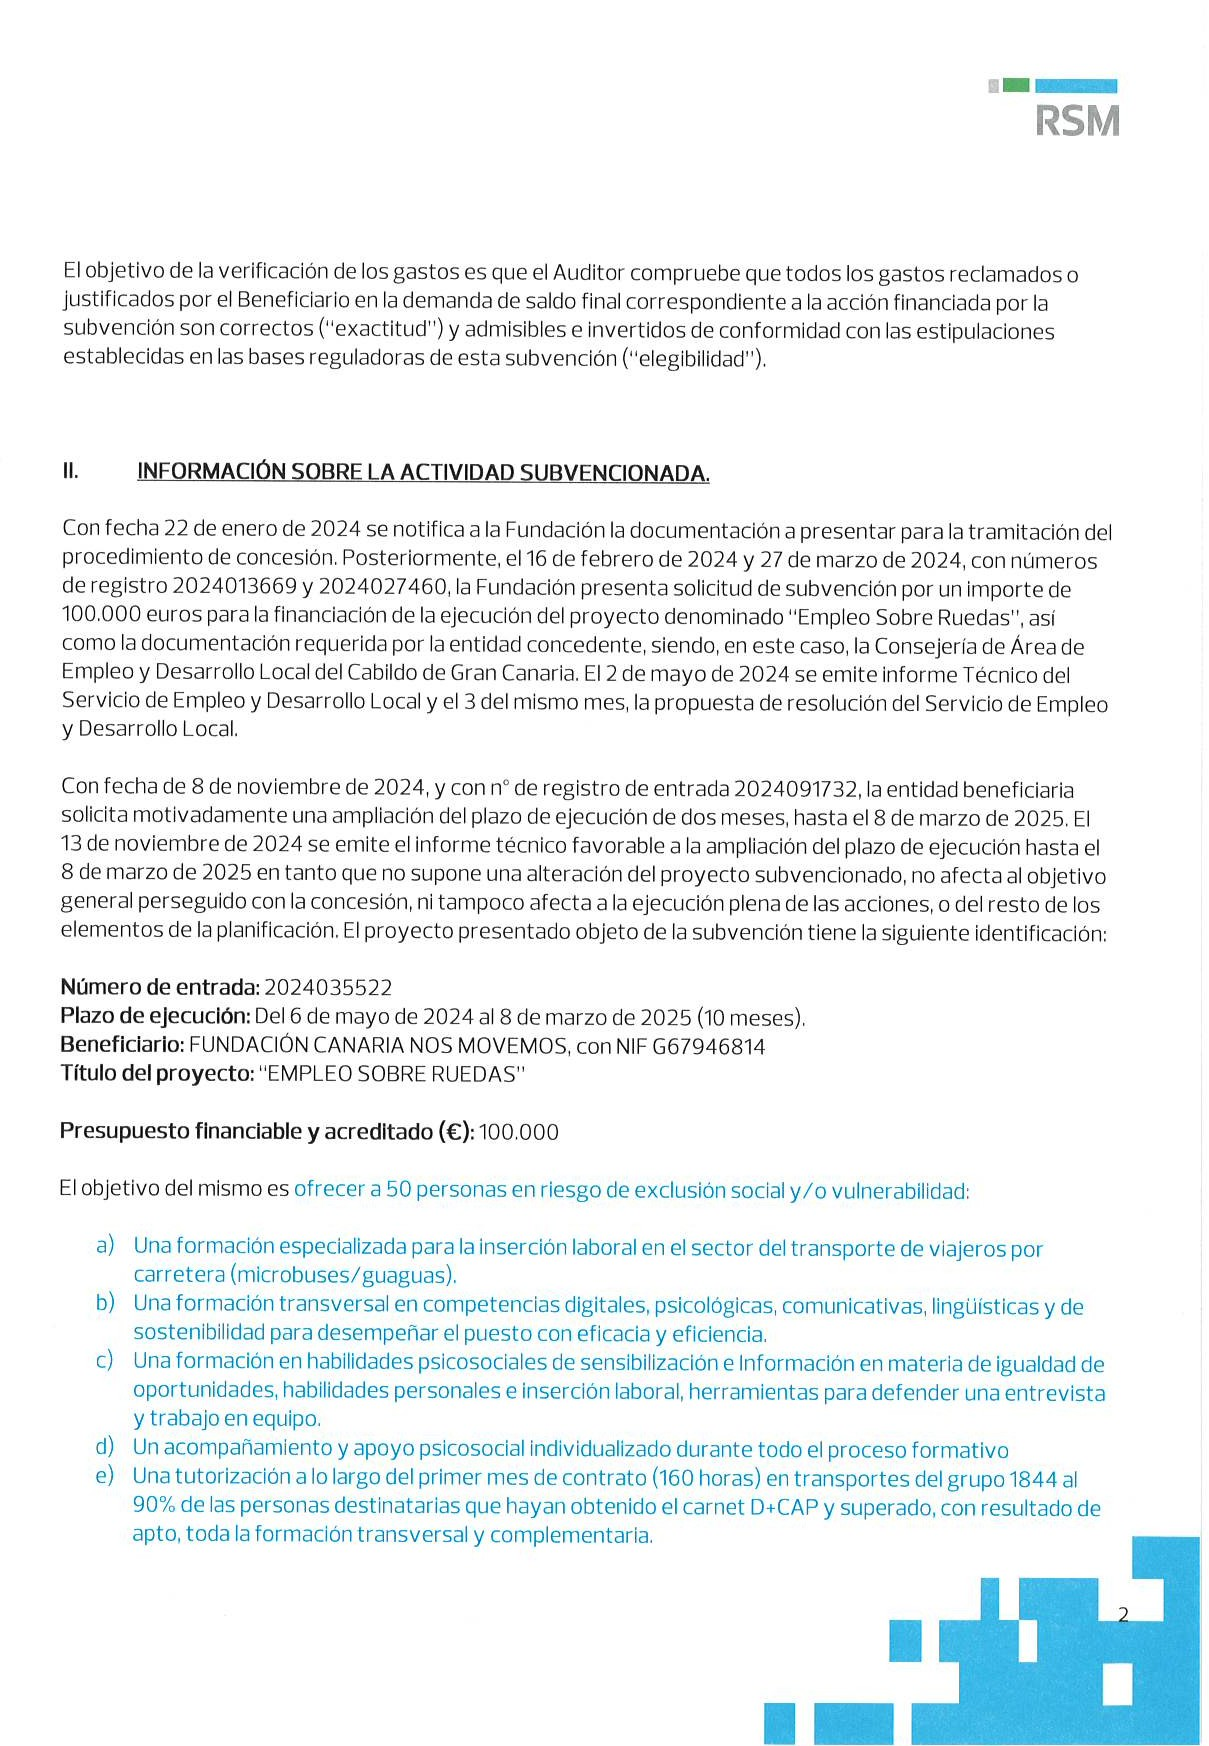 RSM
El objetivo de la verificación de los gastos es que el Auditor compruebe que todos los gastos reclamados o
justificados por el Beneficiario en la demanda de saldo final correspondiente a la acción financiada por la
subvención son correctos ("exactitud") y admisibles e invertidos de conformidad con las estipulaciones
establecidas en las bases reguladoras de esta subvención ("elegibilidad").
II. INFORMACIÓN SOBRE LA ACTIVIDAD SUBVENCIONADA.
Con fecha 22 de enero de 2024 se notifica a la Fundación la documentación a presentar para la tramitación del
procedimiento de concesión. Posteriormente, el 16 de febrero de 2024 y 27 de marzo de 2024, con números
de registro 2024013669 y 2024027460, la Fundación presenta solicitud de subvención por un importe de
100.000 euros para la financiación de la ejecución del proyecto denominado "Empleo Sobre Ruedas", así
como la documentación requerida por la entidad concedente, siendo, en este caso, la Consejería de Área de
Empleo y Desarrollo Local del Cabildo de Gran Canaria. El 2 de mayo de 2024 se emite informe Técnico del
Servicio de Empleo y Desarrollo Local y el 3 del mismo mes, la propuesta de resolución del Servicio de Empleo
y Desarrollo Local.
Con fecha de 8 de noviembre de 2024, y con nº de registro de entrada 2024091732, la entidad beneficiaria
solicita motivadamente una ampliación del plazo de ejecución de dos meses, hasta el 8 de marzo de 2025. El
13 de noviembre de 2024 se emite el informe técnico favorable a la ampliación del plazo de ejecución hasta el
8 de marzo de 2025 en tanto que no supone una alteración del proyecto subvencionado, no afecta al objetivo
general perseguido con la concesión, ni tampoco afecta a la ejecución plena de las acciones, o del resto de los
elementos de la planificación. El proyecto presentado objeto de la subvención tiene la siguiente identificación:
Número de entrada: 2024035522
Plazo de ejecución: Del 6 de mayo de 2024 al 8 de marzo de 2025 (10 meses).
Beneficiario: FUNDACIÓN CANARIA NOS MOVEMOS, con NIF G67946814
Título del proyecto: "EMPLEO SOBRE RUEDAS"
Presupuesto financiable y acreditado (€): 100.000
El objetivo del mismo es ofrecer a 50 personas en riesgo de exclusión social y/o vulnerabilidad:
a) Una formación especializada para la inserción laboral en el sector del transporte de viajeros por
carretera (microbuses/guaguas).
b) Una formación transversal en competencias digitales, psicológicas, comunicativas, lingüísticas y de
sostenibilidad para desempeñar el puesto con eficacia y eficiencia.
c) Una formación en habilidades psicosociales de sensibilización e Información en materia de igualdad de
oportunidades, habilidades personales e inserción laboral, herramientas para defender una entrevista
y trabajo en equipo.
d) Un acompañamiento y apoyo psicosocial individualizado durante todo el proceso formativo
e) Una tutorización a lo largo del primer mes de contrato (160 horas) en transportes del grupo 1844 al
90% de las personas destinatarias que hayan obtenido el carnet D+CAP y superado, con resultado de
apto, toda la formación transversal y complementaria.
2